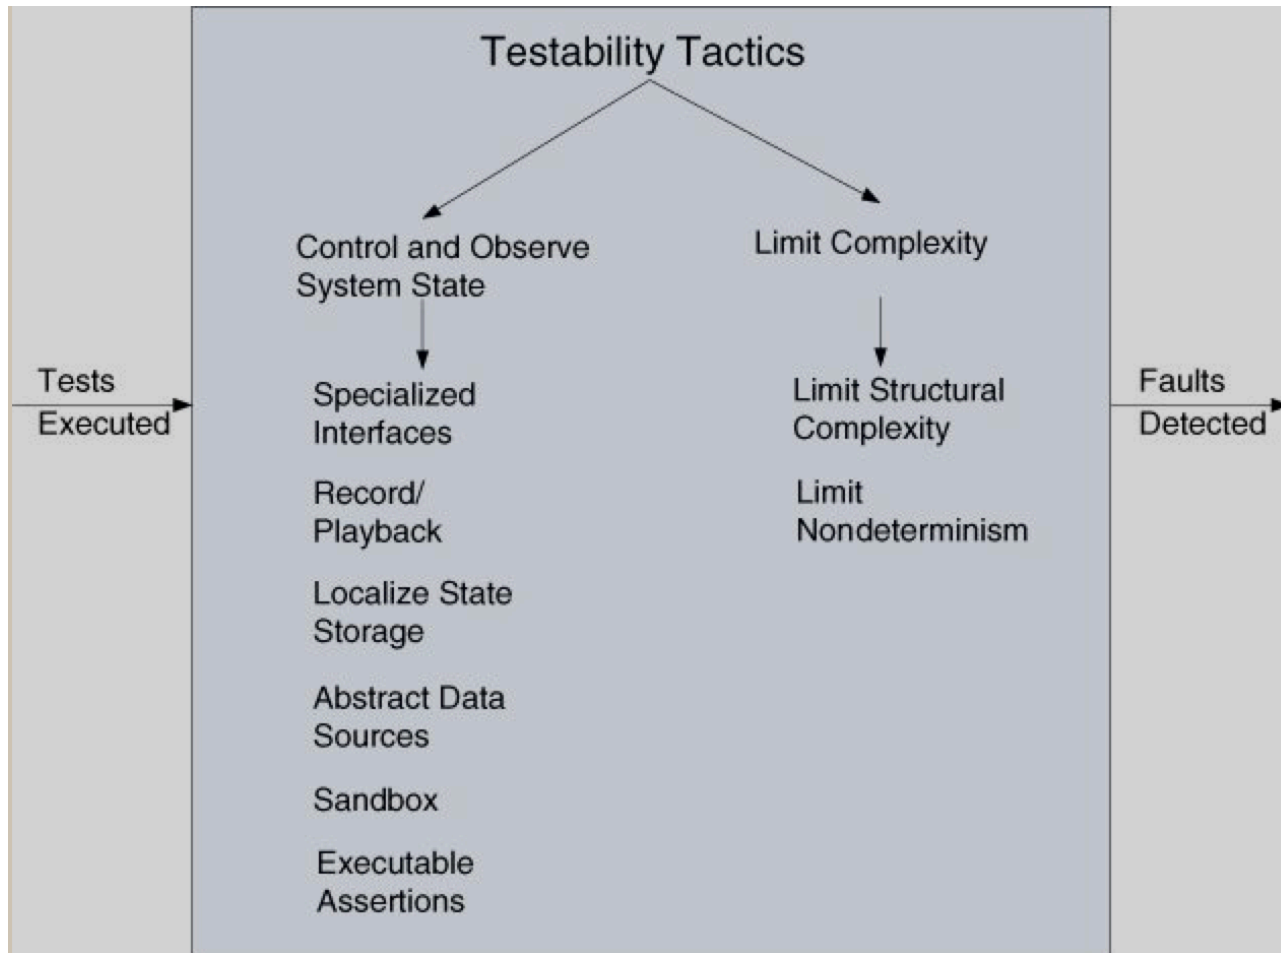 Testability Tactics
Control and Observe
System State
Limit Complexity
Tests
Executed
Specialized
Interfaces
Record/
Playback
Localize State
Storage
Abstract Data
Sources
Sandbox
Executable
Assertions
Limit Structural
Complexity
Limit
Nondeterminism
Faults
Detected